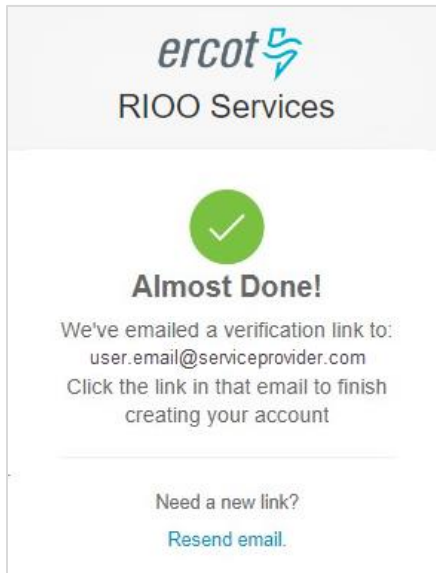 ercot
RIOO Services
Almost Done!
We've emailed a verification link to:
user.email@serviceprovider.com
Click the link in that email to finish
creating your account
Need a new link?
Resend email.